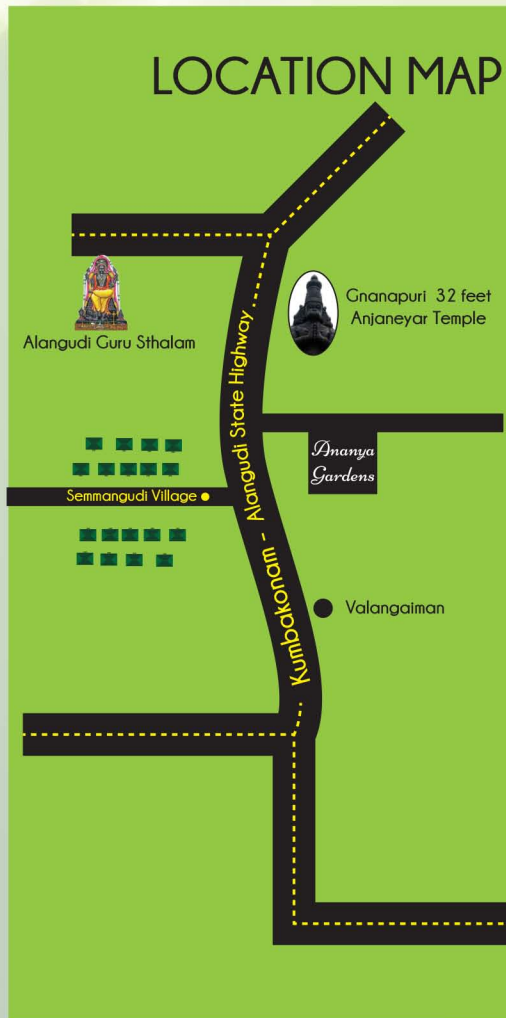 LOCATION MAP
Gnanapuri 32 feet
Anjaneyar Temple
Alangudi Guru Sthalam
Kumbakonam - Alangudi State Highway....
Ananya
Gardens
Semmangudi Village
Valangaiman